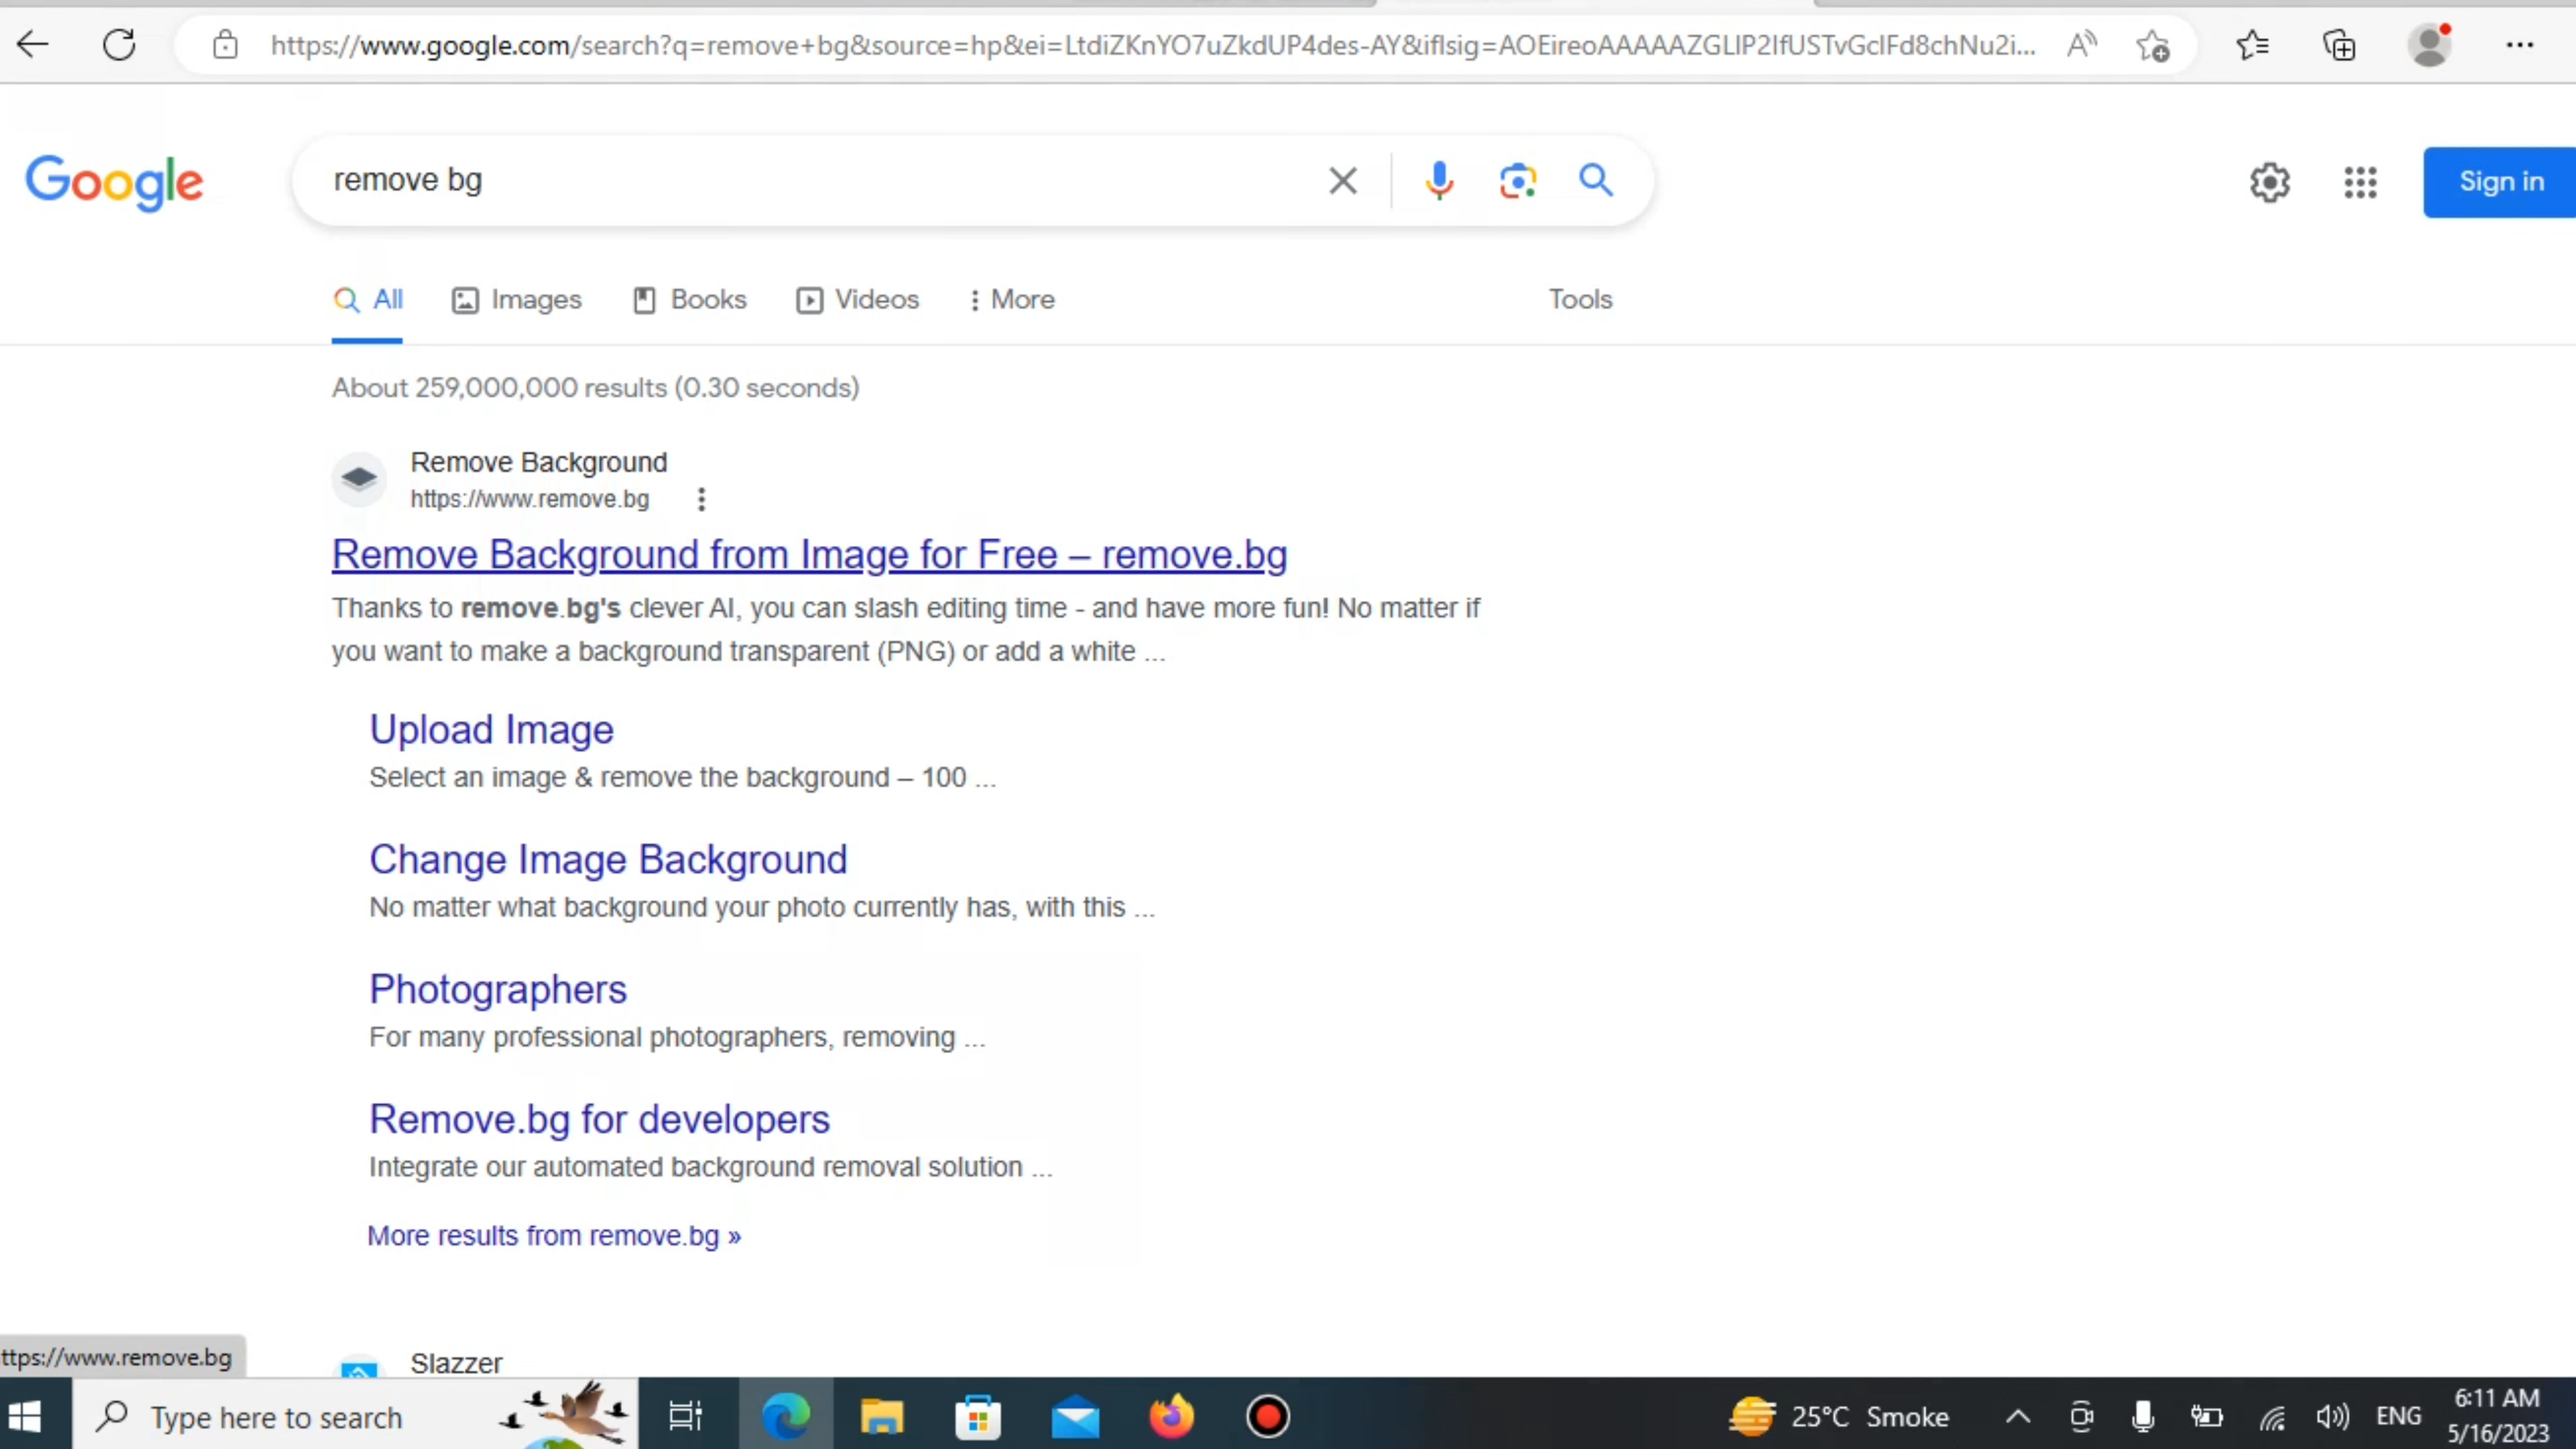 https://www.google.com/search?q=remove+bg&source=hp&ei=LtdiZKnYO7uZkdUP4des-AY&iflsig=AOEireoAAAAAZGLlP2IfUSTvGclFd8chNu2i...
Google
remove bg
Sign in
All
Images
Books
Videos
More
Tools
About 259,000,000 results (0.30 seconds)
Remove Background
https://www.remove.bg
Remove Background from Image for Free – remove.bg
Thanks to remove.bg's clever AI, you can slash editing time - and have more fun! No matter if
you want to make a background transparent (PNG) or add a white ...
Upload Image
Select an image & remove the background – 100 ...
Change Image Background
No matter what background your photo currently has, with this ...
Photographers
For many professional photographers, removing ...
Remove.bg for developers
Integrate our automated background removal solution ...
More results from remove.bg »
Slazzer
ttps://www.remove.bg
Type here to search
25°C Smoke
ENG
6:11 AM
5/16/2023